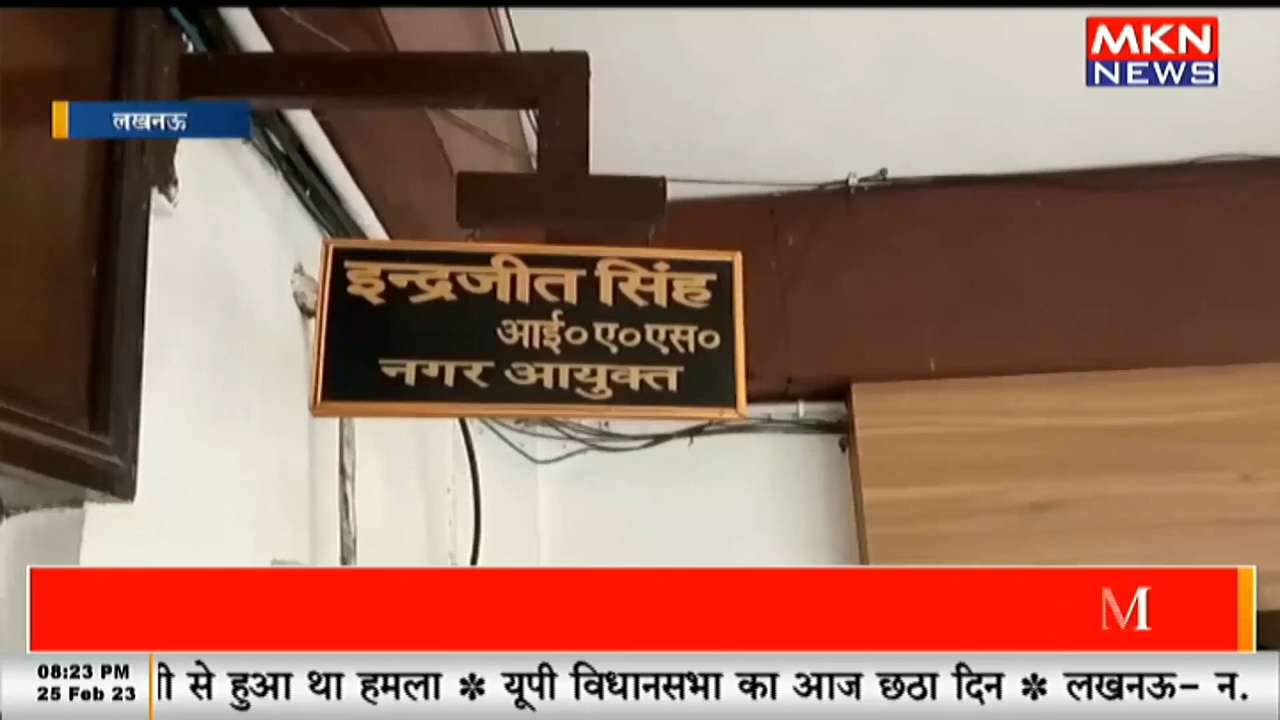 MKN
NEWS
लखनऊ
इन्द्रजीत सिंह
आई०ए०एस०
नगर आयुक्त
M
08:23 PM
25 Feb 23
से हुआ था हमला * यूपी विधानसभा का आज छठा दिन * लखनऊ- न.